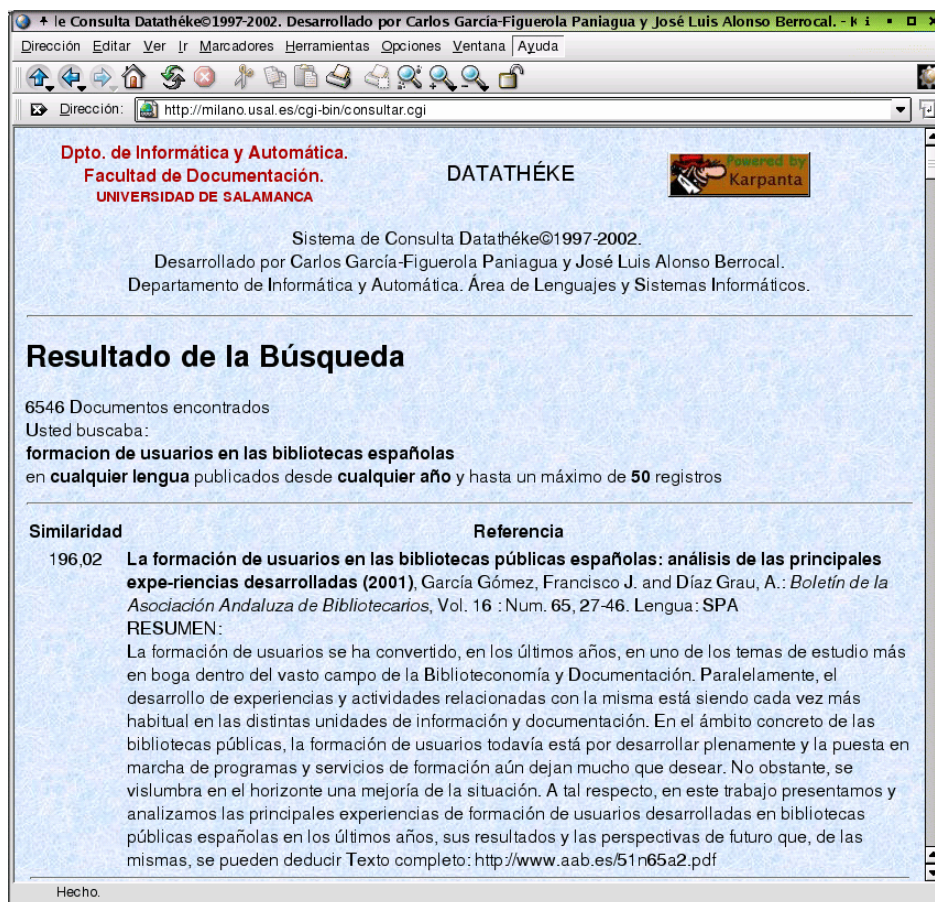 le Consulta Datathéke©1997-2002. Desarrollado por Carlos García-Figuerola Paniagua y José Luis Alonso Berrocal. - K
Dirección Editar Ver Ir Marcadores Herramientas Opciones Ventana Ayuda
Dirección: http://milano.usal.es/cgi-bin/consultar.cgi
Dpto. de Informática y Automática.
Facultad de Documentación.
UNIVERSIDAD DE SALAMANCA
DATATHÉKE
Powered by
Karpanta
Sistema de Consulta Datathéke©1997-2002.
Desarrollado por Carlos García-Figuerola Paniagua y José Luis Alonso Berrocal.
Departamento de Informática y Automática. Área de Lenguajes y Sistemas Informáticos.
Resultado de la Búsqueda
6546 Documentos encontrados
Usted buscaba:
formacion de usuarios en las bibliotecas españolas
en cualquier lengua publicados desde cualquier año y hasta un máximo de 50 registros
Similaridad Referencia
196,02 La formación de usuarios en las bibliotecas públicas españolas: análisis de las principales
expe-riencias desarrolladas (2001), García Gómez, Francisco J. and Díaz Grau, A.: Boletín de la
Asociación Andaluza de Bibliotecarios, Vol. 16 : Num. 65, 27-46. Lengua: SPA
RESUMEN:
La formación de usuarios se ha convertido, en los últimos años, en uno de los temas de estudio más
en boga dentro del vasto campo de la Biblioteconomía y Documentación. Paralelamente, el
desarrollo de experiencias y actividades relacionadas con la misma está siendo cada vez más
habitual en las distintas unidades de información y documentación. En el ámbito concreto de las
bibliotecas públicas, la formación de usuarios todavía está por desarrollar plenamente y la puesta en
marcha de programas y servicios de formación aún dejan mucho que desear. No obstante, se
vislumbra en el horizonte una mejoría de la situación. A tal respecto, en este trabajo presentamos y
analizamos las principales experiencias de formación de usuarios desarrolladas en bibliotecas
públicas españolas en los últimos años, sus resultados y las perspectivas de futuro que, de las
mismas, se pueden deducir Texto completo: http://www.aab.es/51n65a2.pdf
Hecho.